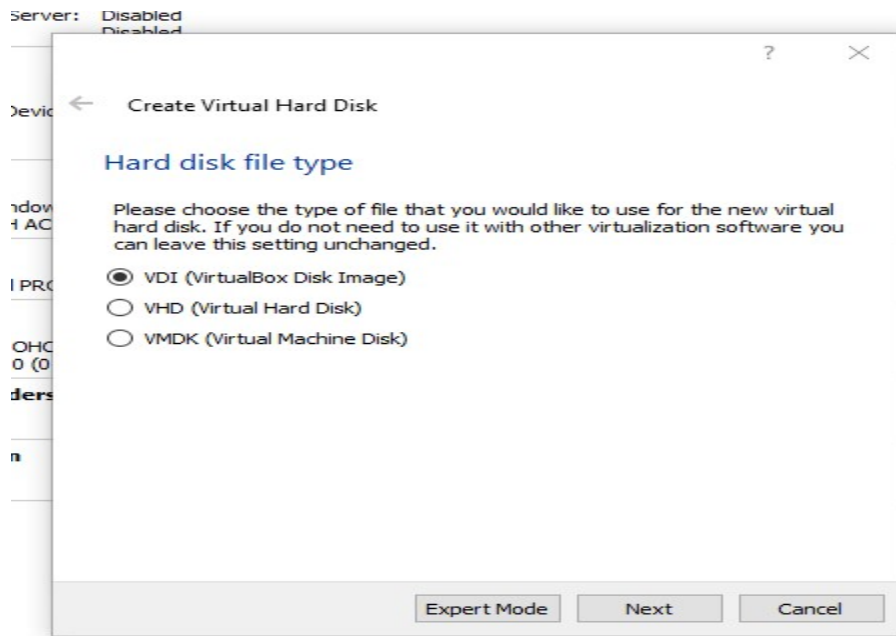 Server: Disabled
Disabled
?
Create Virtual Hard Disk
Hard disk file type
Please choose the type of file that you would like to use for the new virtual
hard disk. If you do not need to use it with other virtualization software you
can leave this setting unchanged.
VDI (VirtualBox Disk Image)
VHD (Virtual Hard Disk)
VMDK (Virtual Machine Disk)
Expert Mode Next Cancel